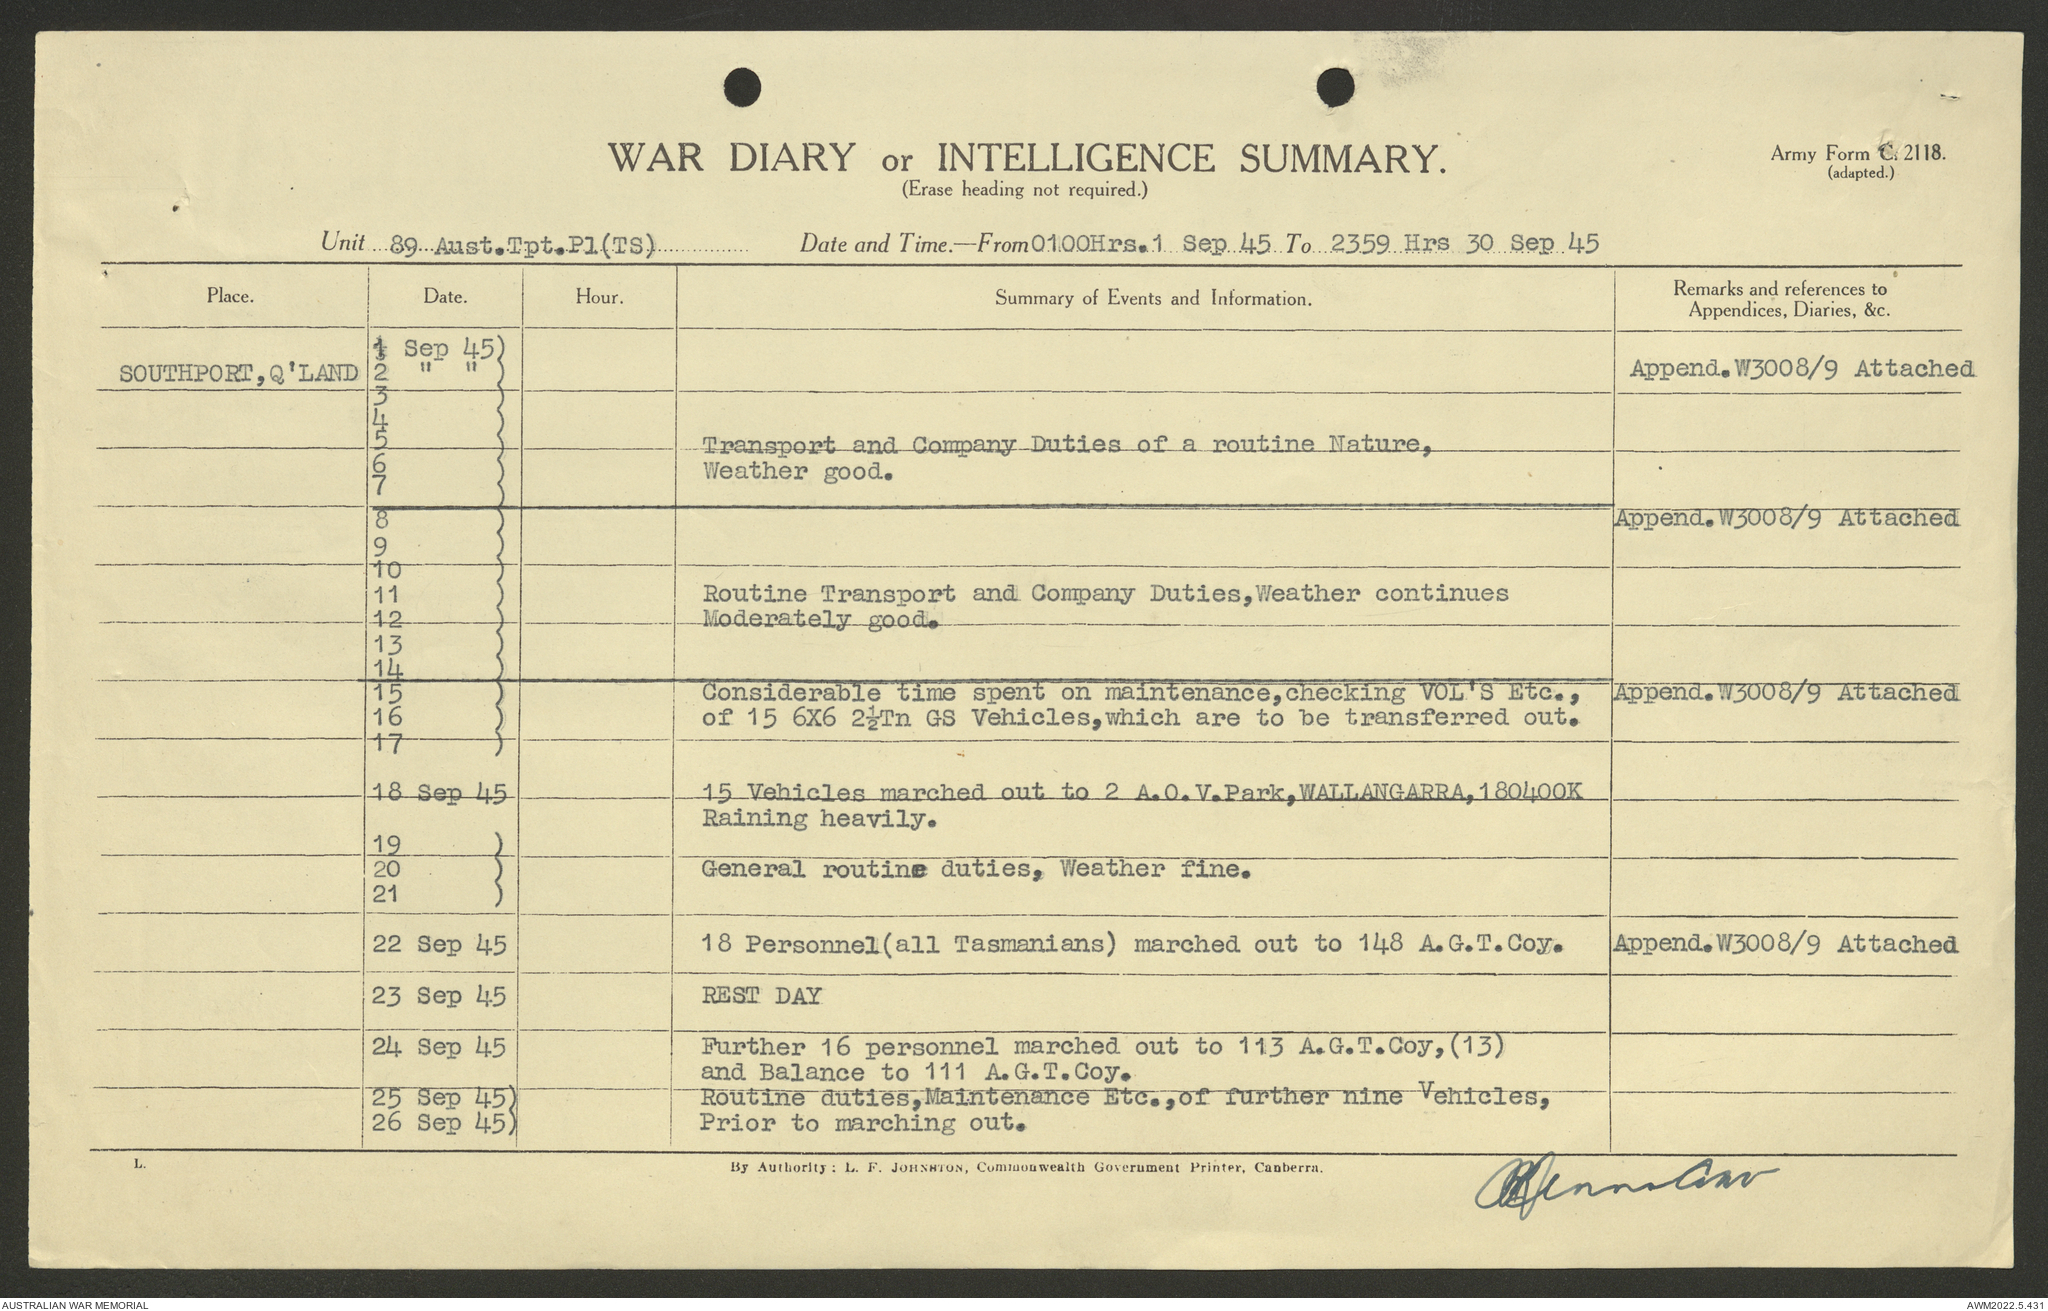 WAR DIARY or INTELLIGENCE SUMMARY.
(Erase heading not required.)
Army Form C. 2118.
(adapted.)
Unit 89 Aust.Tpt.Pl(TS) Date and Time.—From 0100Hrs.1 Sep 45 To 2359 Hrs 30 Sep 45
Place. Date. Hour. Summary of Events and Information. Remarks and references to Appendices, Diaries, &c.
1 Sep 45)
SOUTHPORT,Q'LAND 2 " " ) Append.W3008/9 Attached
3 )
4 )
5 ) Transport and Company Duties of a routine Nature,
6 ) Weather good.
7 )
8 ) Append.W3008/9 Attached
9 )
10 )
11 ) Routine Transport and Company Duties,Weather continues
12 ) Moderately good.
13 )
14 )
15 ) Considerable time spent on maintenance,checking VOL'S Etc., Append.W3008/9 Attached
16 ) of 15 6X6 2½Tn GS Vehicles,which are to be transferred out.
17 )
18 Sep 45 15 Vehicles marched out to 2 A.O.V.Park,WALLANGARRA,180400K
Raining heavily.
19 )
20 ) General routine duties, Weather fine.
21 )
22 Sep 45 18 Personnel(all Tasmanians) marched out to 148 A.G.T.Coy. Append.W3008/9 Attached
23 Sep 45 REST DAY
24 Sep 45 Further 16 personnel marched out to 113 A.G.T.Coy,(13)
and Balance to 111 A.G.T.Coy.
25 Sep 45) Routine duties,Maintenance Etc.,of further nine Vehicles,
26 Sep 45) Prior to marching out.
L.
By Authority: L. F. JOHNSTON, Commonwealth Government Printer, Canberra.
AUSTRALIAN WAR MEMORIAL
AWM2022.5.431